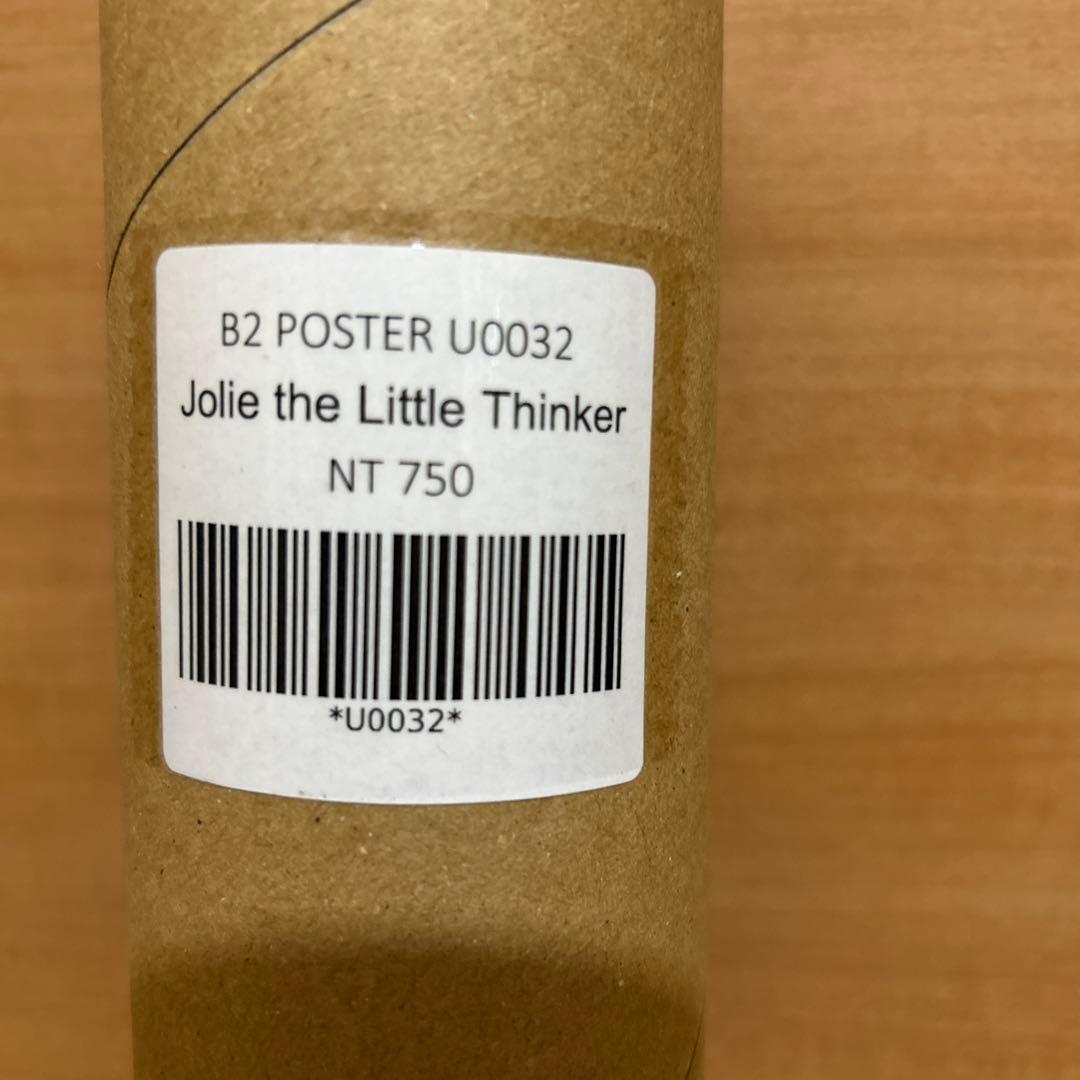 B2 POSTER U0032
Jolie the Little Thinker
NT 750
*U0032*